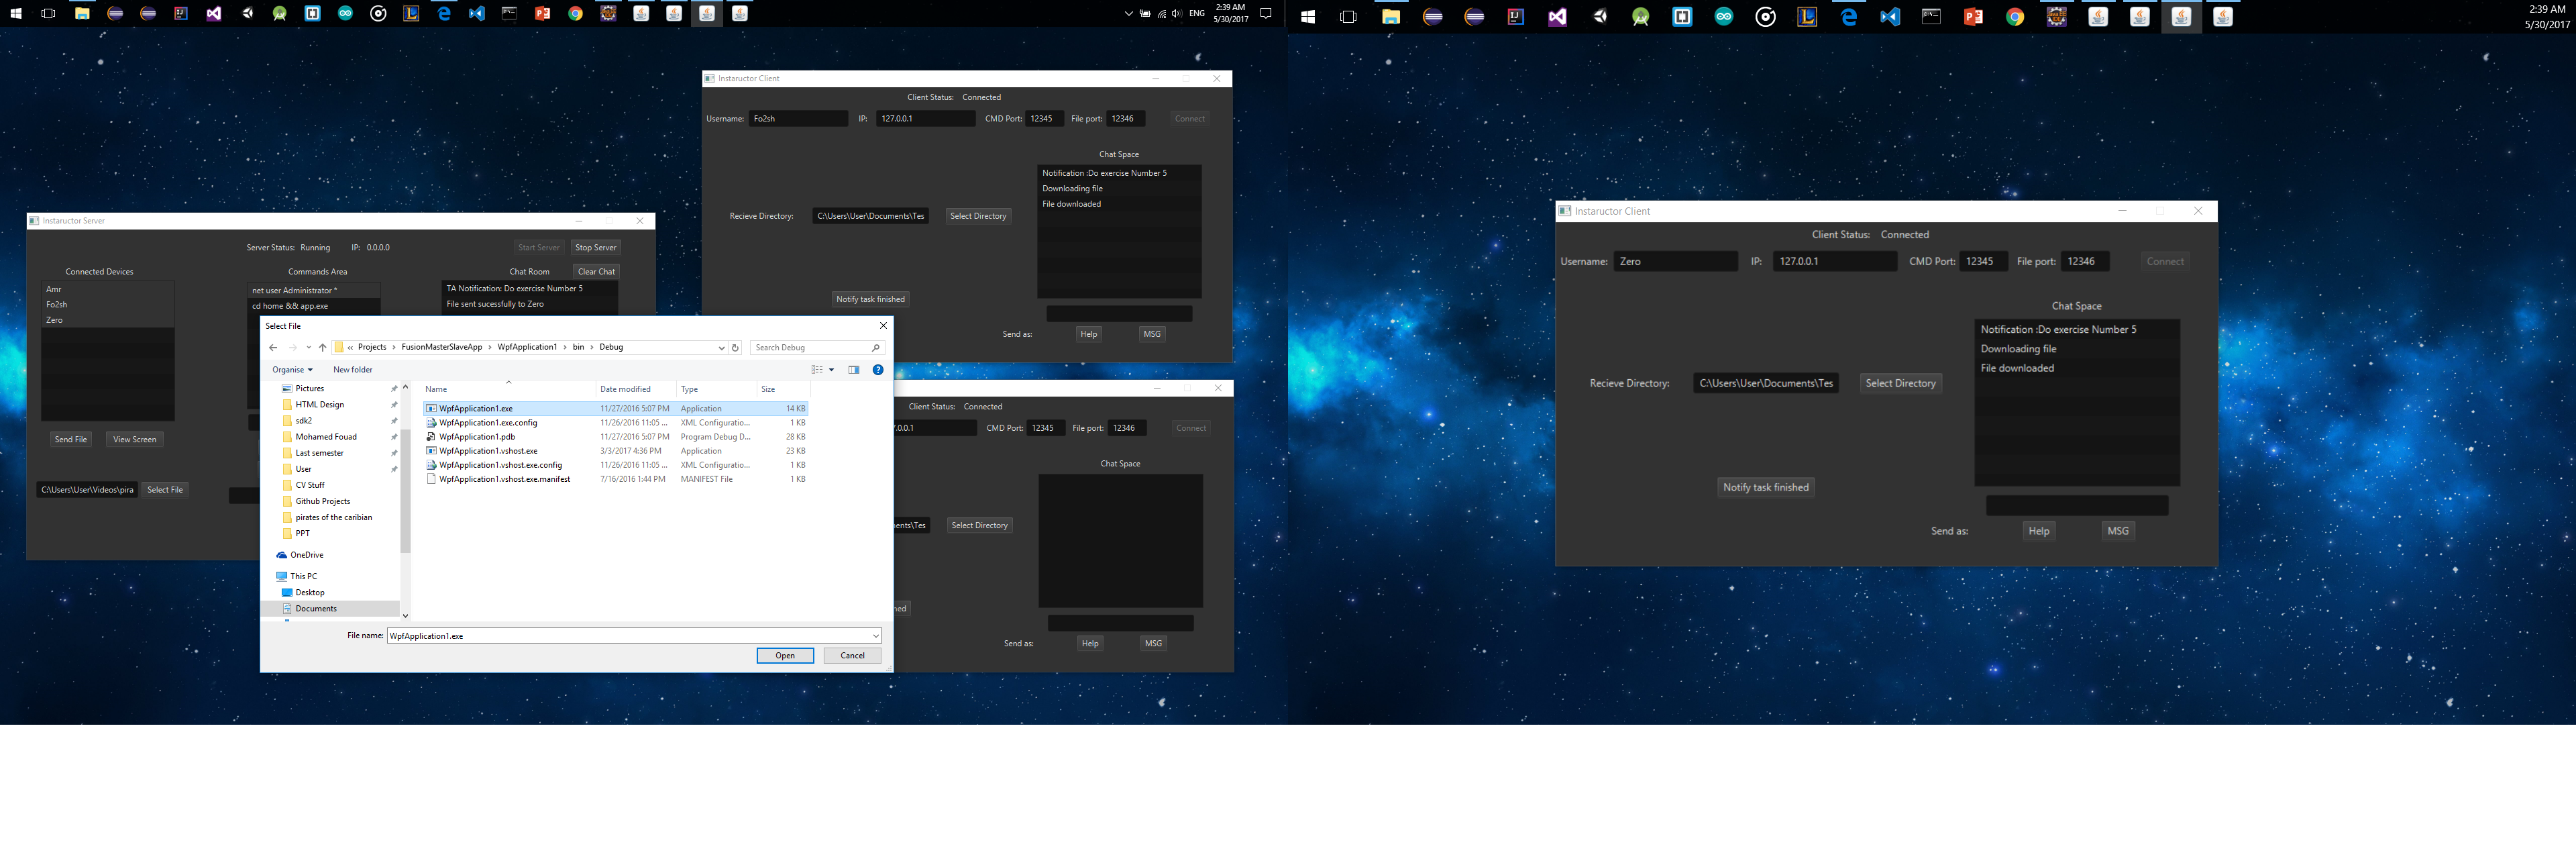 ENG
2:39 AM
5/30/2017
2:39 AM
5/30/2017
Instaructor Client
Client Status: Connected
Username: Fo2sh IP: 127.0.0.1 CMD Port: 12345 File port: 12346 Connect
Chat Space
Notification :Do exercise Number 5
Downloading file
File downloaded
Recieve Directory: C:\Users\User\Documents\Tes Select Directory
Notify task finished
Send as: Help MSG
Instaructor Server
Server Status: Running IP: 0.0.0.0 Start Server Stop Server
Connected Devices Commands Area Chat Room Clear Chat
Amr
Fo2sh
Zero
net user Administrator *
cd home && app.exe
TA Notification: Do exercise Number 5
File sent sucessfully to Zero
Send File View Screen
C:\Users\User\Videos\pira Select File
Select File
« Projects › FusionMasterSlaveApp › WpfApplication1 › bin › Debug
Search Debug
Organise New folder
Pictures
HTML Design
sdk2
Mohamed Fouad
Last semester
User
CV Stuff
Github Projects
pirates of the caribian
PPT
OneDrive
This PC
Desktop
Documents
Name Date modified Type Size
WpfApplication1.exe 11/27/2016 5:07 PM Application 14 KB
WpfApplication1.exe.config 11/26/2016 11:05 ... XML Configuratio... 1 KB
WpfApplication1.pdb 11/27/2016 5:07 PM Program Debug D... 28 KB
WpfApplication1.vshost.exe 3/3/2017 4:36 PM Application 23 KB
WpfApplication1.vshost.exe.config 11/26/2016 11:05 ... XML Configuratio... 1 KB
WpfApplication1.vshost.exe.manifest 7/16/2016 1:44 PM MANIFEST File 1 KB
File name: WpfApplication1.exe
Open Cancel
Client Status: Connected
7.0.0.1 CMD Port: 12345 File port: 12346 Connect
Chat Space
ents\Tes Select Directory
hed
Send as: Help MSG
Instaructor Client
Client Status: Connected
Username: Zero IP: 127.0.0.1 CMD Port: 12345 File port: 12346 Connect
Chat Space
Notification :Do exercise Number 5
Downloading file
File downloaded
Recieve Directory: C:\Users\User\Documents\Tes Select Directory
Notify task finished
Send as: Help MSG